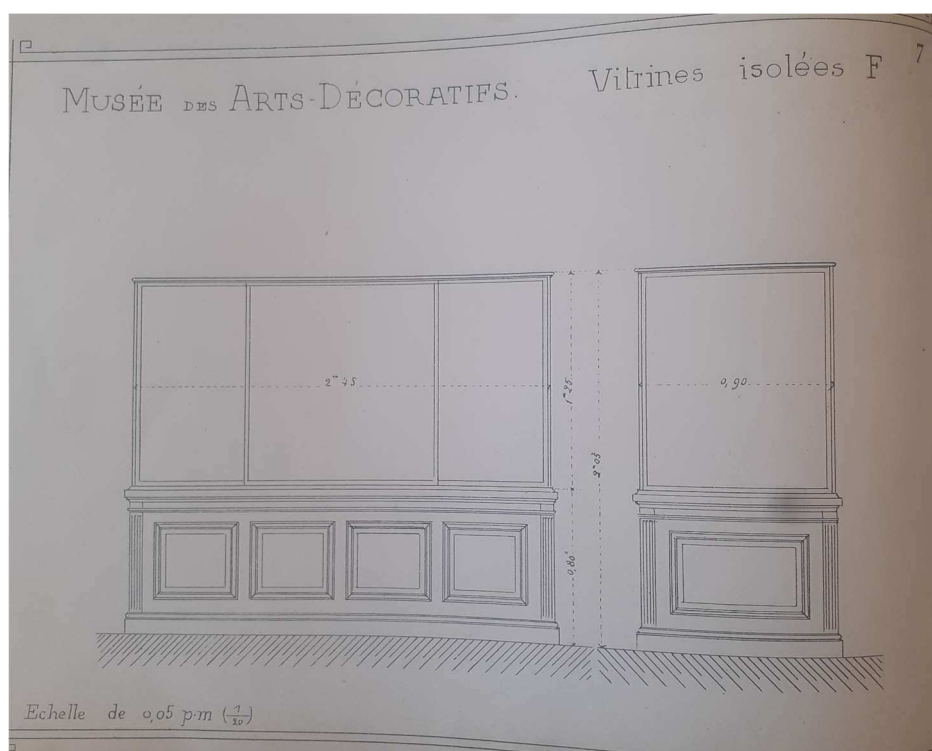 MUSÉE DES ARTS-DÉCORATIFS.
Vitrines isolées F
7
2m 45
1m 25
2m 05
0,80
0,90
Echelle de 0,05 p.m (1/20)